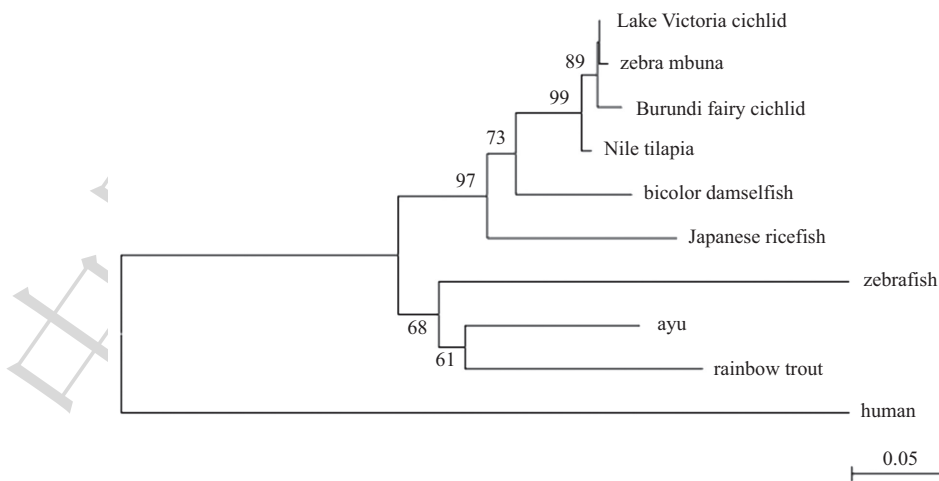 Lake Victoria cichlid
89
zebra mbuna
99
Burundi fairy cichlid
73
Nile tilapia
97
bicolor damselfish
Japanese ricefish
zebrafish
68
ayu
61
rainbow trout
human
0.05